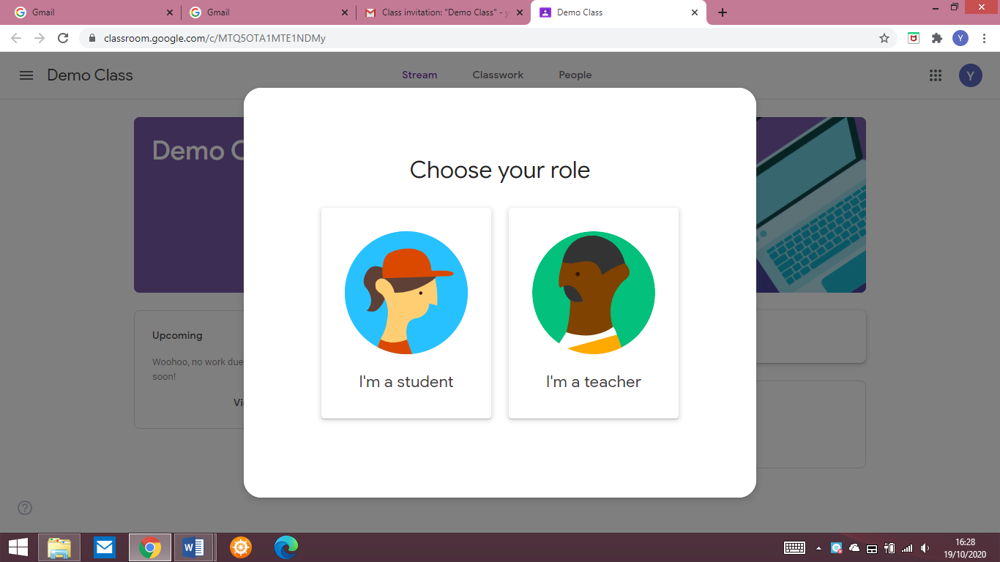 Gmail
Gmail
Class invitation: "Demo Class" - y
Demo Class
classroom.google.com/c/MTQ5OTA1MTE1NDMy
Y
Demo Class
Stream
Classwork
People
Y
Demo C
Choose your role
I'm a student
I'm a teacher
Upcoming
Woohoo, no work due
soon!
Vi
16:28
19/10/2020